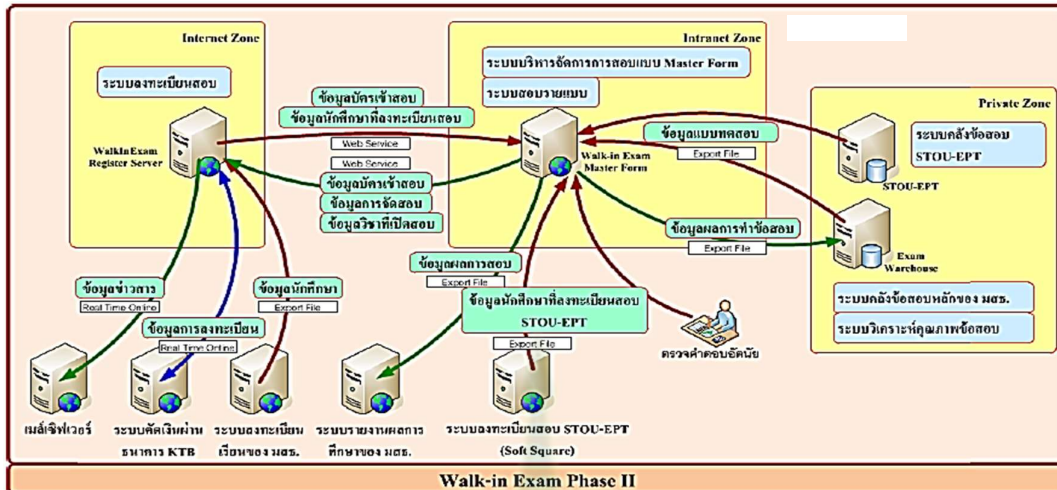 Internet Zone
ระบบลงทะเบียนสอบ
WalkInExam
Register Server
ข้อมูลบัตรเข้าสอบ
ข้อมูลนักศึกษาที่ลงทะเบียนสอบ
Web Service
Web Service
ข้อมูลบัตรเข้าสอบ
ข้อมูลการจัดสอบ
ข้อมูลวิชาที่เปิดสอบ
Intranet Zone
ระบบบริหารจัดการการสอบแบบ Master Form
ระบบสอบรายแบบ
Walk-in Exam
Master Form
ข้อมูลแบบทดสอบ
Export File
Private Zone
ระบบคลังข้อสอบ
STOU-EPT
STOU-EPT
ข้อมูลผลการทำข้อสอบ
Export File
Exam
Warehouse
ระบบคลังข้อสอบหลักของ มสธ.
ระบบวิเคราะห์คุณภาพข้อสอบ
ข้อมูลข่าวสาร
Real Time Online
ข้อมูลการลงทะเบียน
Real Time Online
ข้อมูลนักศึกษา
Export File
ข้อมูลผลการสอบ
Export File
ข้อมูลนักศึกษาที่ลงทะเบียนสอบ
STOU-EPT
Export File
ตรวจคำตอบอัตนัย
เมล์เซิฟเวอร์
ระบบตัดเงินผ่าน
ธนาคาร KTB
ระบบลงทะเบียน
เรียนของ มสธ.
ระบบรายงานผลการ
ศึกษาของ มสธ.
ระบบลงทะเบียนสอบ STOU-EPT
(Soft Square)
Walk-in Exam Phase II